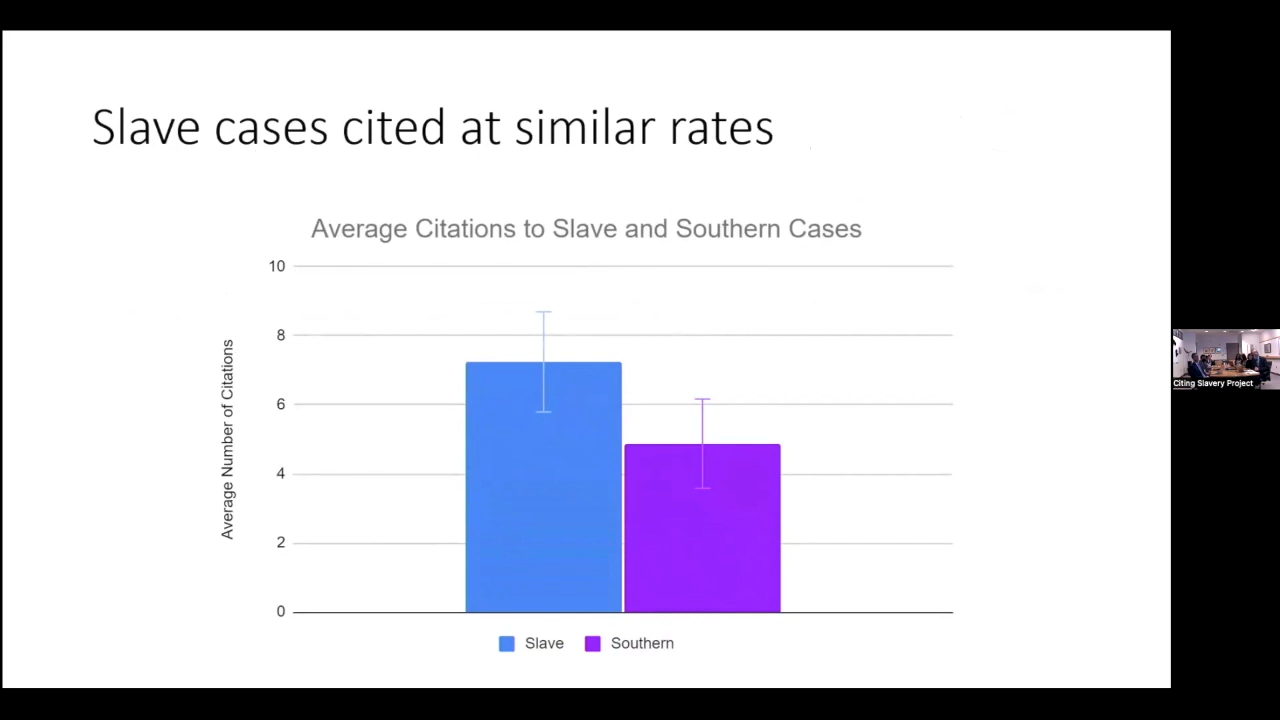 Slave cases cited at similar rates
Average Citations to Slave and Southern Cases
Average Number of Citations
10
8
6
4
2
0
Slave
Southern
Citing Slavery Project